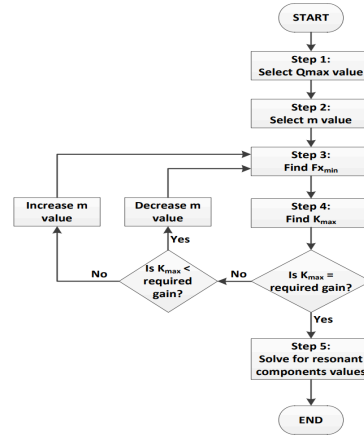 START
Step 1:
Select Qmax value
Step 2:
Select m value
Step 3:
Find Fxmin
Step 4:
Find Kmax
Increase m
value
Decrease m
value
Yes
No
Is Kmax <
required
gain?
No
Is Kmax =
required gain?
Yes
Step 5:
Solve for resonant
components values
END